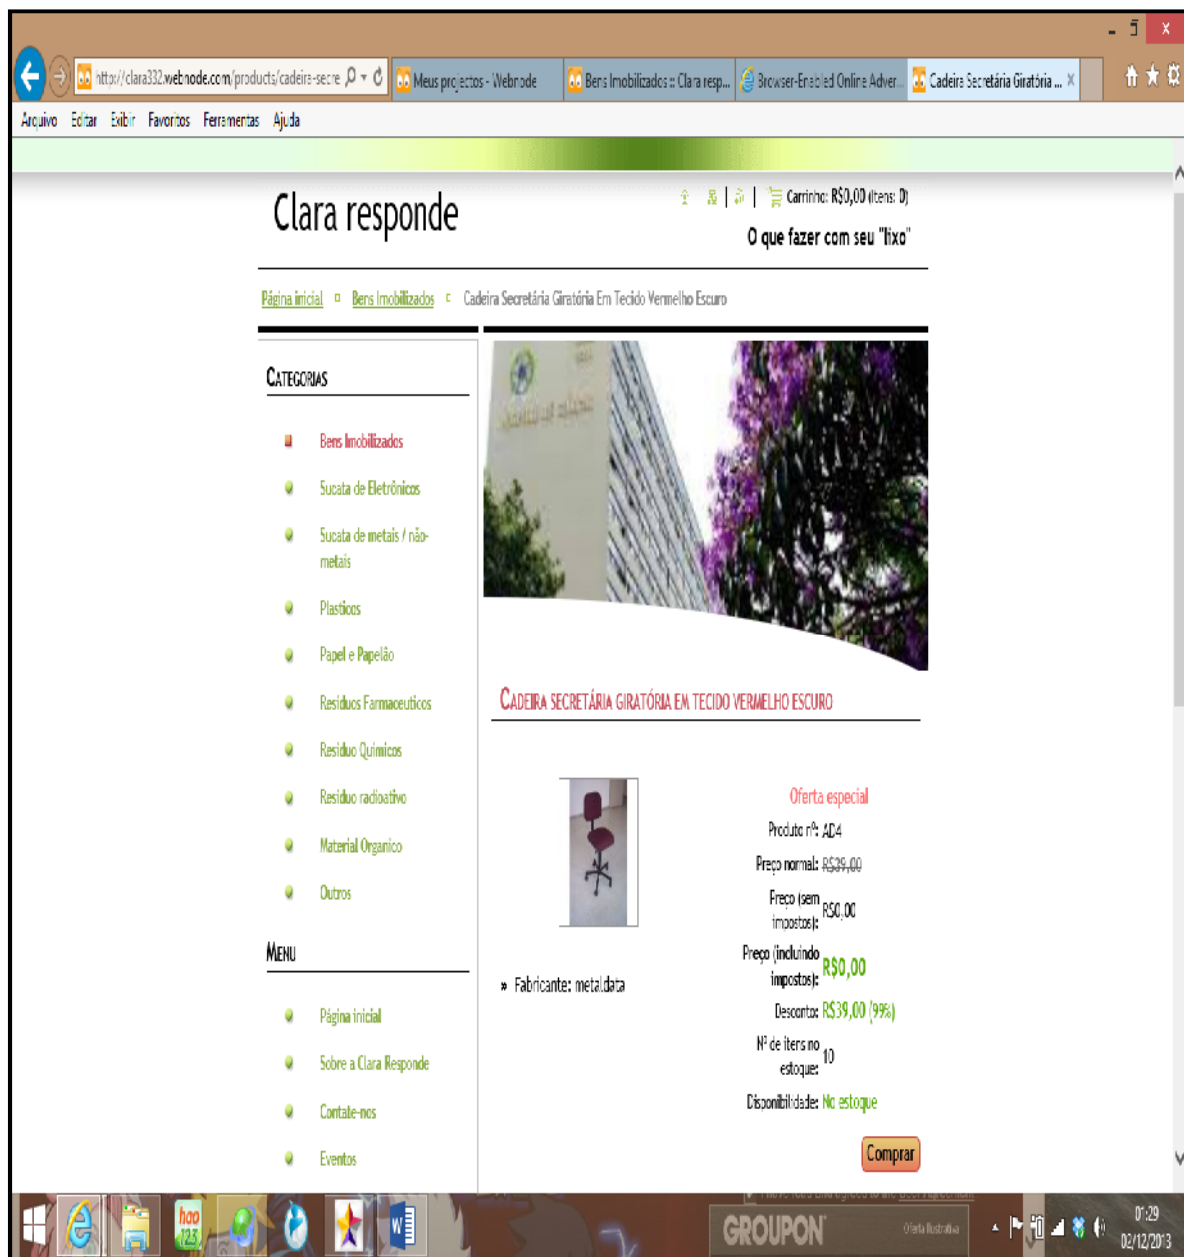 http://clara332.webnode.com/products/cadeira-secre
Meus projectos - Webnode
Bens Imobilizados :: Clara resp...
Browser-Enabled Online Adver...
Cadeira Secretária Giratória ...
Arquivo Editar Exibir Favoritos Ferramentas Ajuda
Clara responde
Carrinho: R$0,00 (Itens: 0)
O que fazer com seu "lixo"
Página inicial Bens Imobilizados Cadeira Secretária Giratória Em Tecido Vermelho Escuro
CATEGORIAS
Bens Imobilizados
Sucata de Eletrônicos
Sucata de metais / não-
metais
Plasticos
Papel e Papelão
Residuos Farmaceuticos
Residuo Químicos
Residuo radioativo
Material Organico
Outros
MENU
Página inicial
Sobre a Clara Responde
Contate-nos
Eventos
CADEIRA SECRETÁRIA GIRATÓRIA EM TECIDO VERMELHO ESCURO
» Fabricante: metaldata
Oferta especial
Produto nº: AD4
Preço normal: R$39,00
Preço (sem
impostos): R$0,00
Preço (incluindo
impostos): R$0,00
Desconto: R$39,00 (99%)
Nº de itens no
estoque: 10
Disponibilidade: No estoque
Comprar
hao
123
GROUPON
Oferta Ilustrativa
01:29
02/12/2013